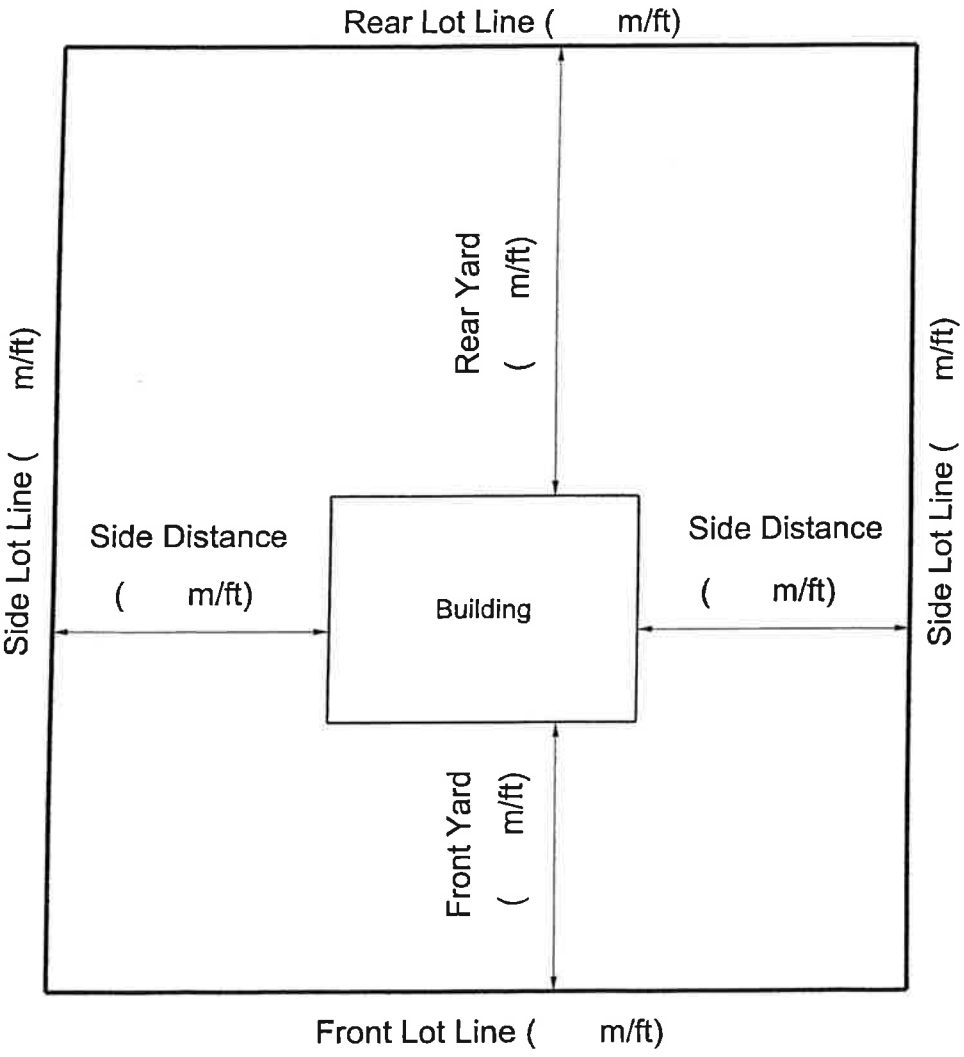 Rear Lot Line ( m/ft)
Side Lot Line ( m/ft)
Rear Yard
( m/ft)
Side Lot Line ( m/ft)
Side Distance
( m/ft)
Building
Side Distance
( m/ft)
Front Yard
( m/ft)
Front Lot Line ( m/ft)